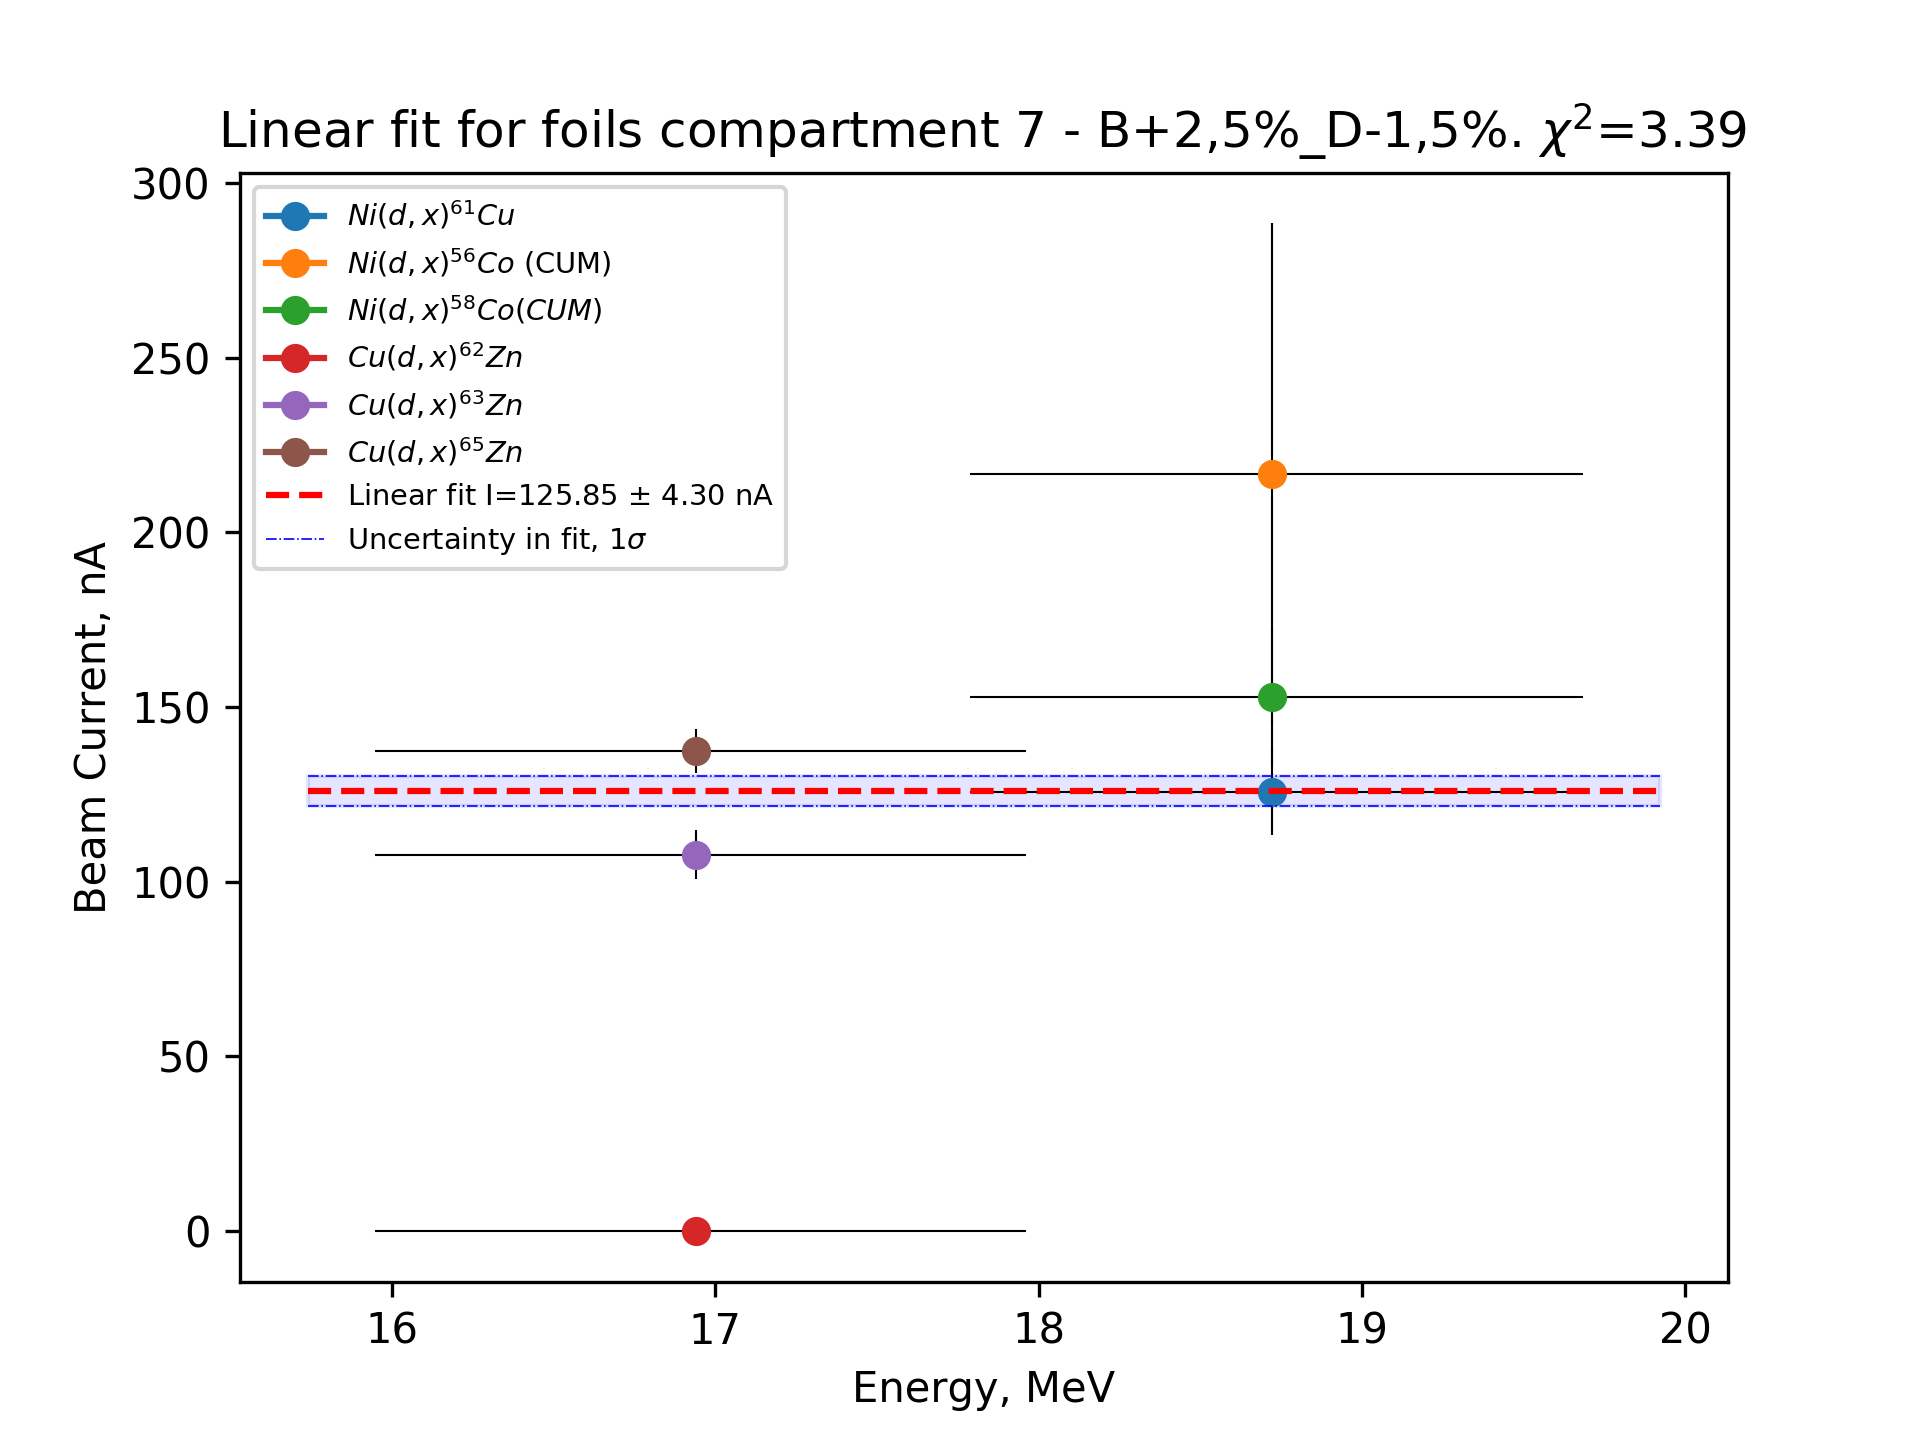 Linear fit for foils compartment 7 - B+2,5%_D-1,5%. χ²=3.39
300
250
200
150
100
50
0
Beam Current, nA
Ni(d, x)⁶¹Cu
Ni(d, x)⁵⁶Co (CUM)
Ni(d, x)⁵⁸Co(CUM)
Cu(d, x)⁶²Zn
Cu(d, x)⁶³Zn
Cu(d, x)⁶⁵Zn
Linear fit I=125.85 ± 4.30 nA
Uncertainty in fit, 1σ
16 17 18 19 20
Energy, MeV